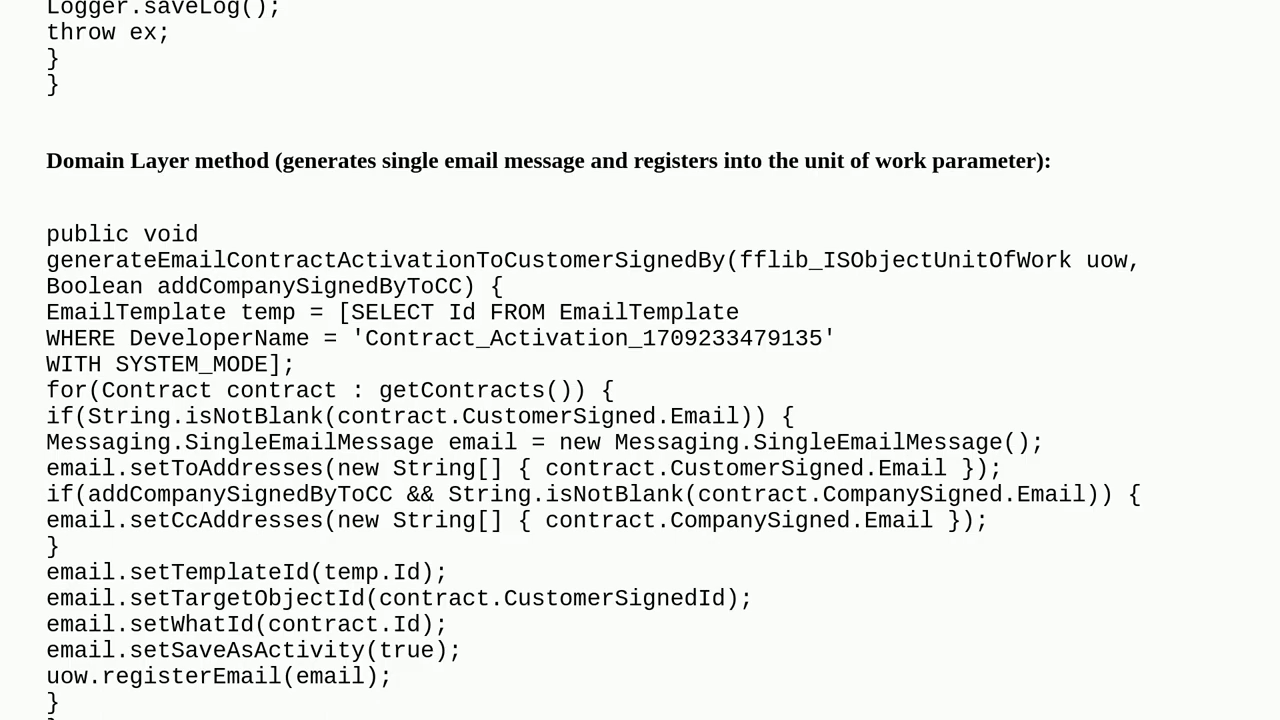 Logger.saveLog();
throw ex;
}
}
Domain Layer method (generates single email message and registers into the unit of work parameter):
public void
generateEmailContractActivationToCustomerSignedBy(fflib_ISObjectUnitOfWork uow,
Boolean addCompanySignedByToCC) {
EmailTemplate temp = [SELECT Id FROM EmailTemplate
WHERE DeveloperName = 'Contract_Activation_1709233479135'
WITH SYSTEM_MODE];
for(Contract contract : getContracts()) {
if(String.isNotBlank(contract.CustomerSigned.Email)) {
Messaging.SingleEmailMessage email = new Messaging.SingleEmailMessage();
email.setToAddresses(new String[] { contract.CustomerSigned.Email });
if(addCompanySignedByToCC && String.isNotBlank(contract.CompanySigned.Email)) {
email.setCcAddresses(new String[] { contract.CompanySigned.Email });
}
email.setTemplateId(temp.Id);
email.setTargetObjectId(contract.CustomerSignedId);
email.setWhatId(contract.Id);
email.setSaveAsActivity(true);
uow.registerEmail(email);
}